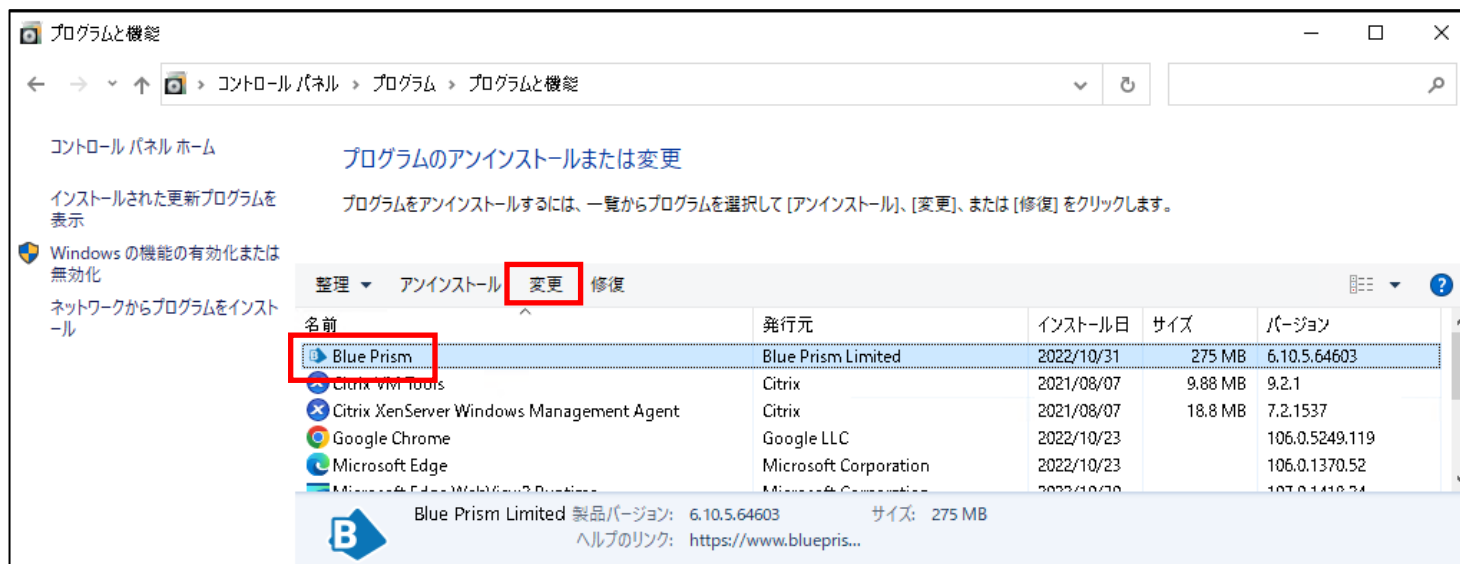 プログラムと機能
コントロール パネル › プログラム › プログラムと機能
コントロール パネル ホーム
インストールされた更新プログラムを
表示
Windows の機能の有効化または
無効化
ネットワークからプログラムをインスト
ール
プログラムのアンインストールまたは変更
プログラムをアンインストールするには、一覧からプログラムを選択して [アンインストール]、[変更]、または [修復] をクリックします。
整理 アンインストール 変更 修復
名前 発行元 インストール日 サイズ バージョン
Blue Prism Blue Prism Limited 2022/10/31 275 MB 6.10.5.64603
Citrix VM Tools Citrix 2021/08/07 9.88 MB 9.2.1
Citrix XenServer Windows Management Agent Citrix 2021/08/07 18.8 MB 7.2.1537
Google Chrome Google LLC 2022/10/23 106.0.5249.119
Microsoft Edge Microsoft Corporation 2022/10/23 106.0.1370.52
Microsoft Edge WebView2 Runtime Microsoft Corporation
Blue Prism Limited 製品バージョン: 6.10.5.64603 サイズ: 275 MB
ヘルプのリンク: https://www.bluepris...
B